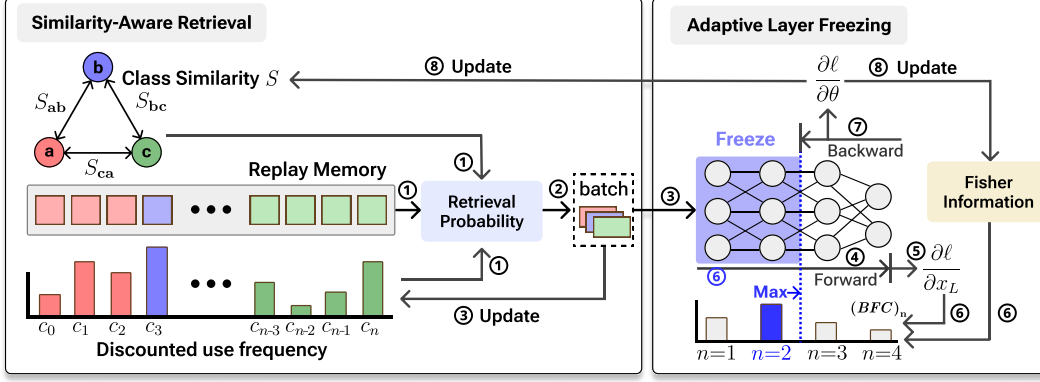 Similarity-Aware Retrieval
b
Class Similarity S
S_ab
S_bc
a
c
S_ca
Replay Memory
①
①
Retrieval
Probability
②
batch
①
c_0 c_1 c_2 c_3 c_n-3 c_n-2 c_n-1 c_n
③ Update
Discounted use frequency
⑧ Update
Adaptive Layer Freezing
∂ℓ
∂θ
⑧ Update
Freeze
⑦
Backward
③
Fisher
Information
⑥
④
Forward
⑤
∂ℓ
∂x_L
Max
(BFC)_n
⑥
⑥
n=1 n=2 n=3 n=4